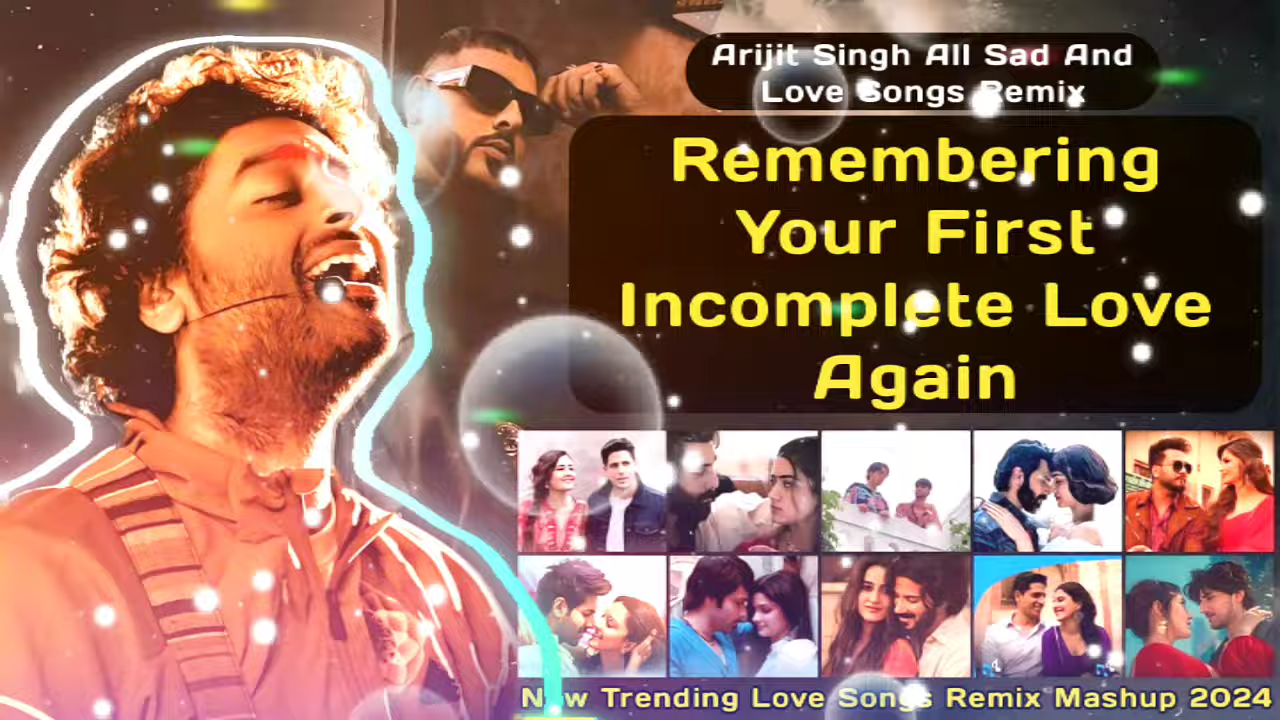 Arijit Singh All Sad And
Love Songs Remix
Remembering
Your First
Incomplete Love
Again
New Trending Love Songs Remix Mashup 2024